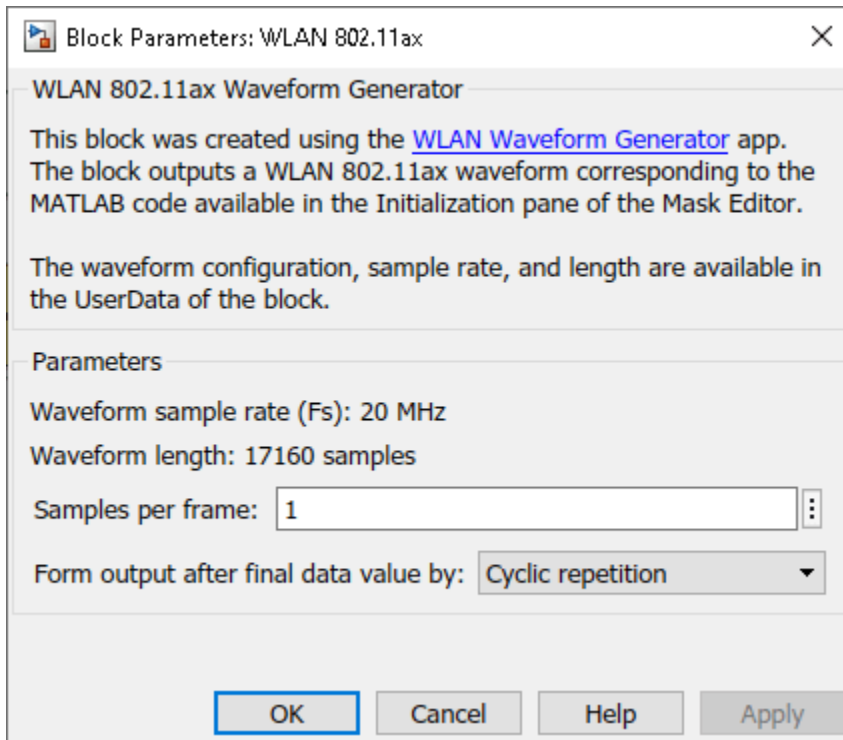 Block Parameters: WLAN 802.11ax
WLAN 802.11ax Waveform Generator
This block was created using the WLAN Waveform Generator app.
The block outputs a WLAN 802.11ax waveform corresponding to the
MATLAB code available in the Initialization pane of the Mask Editor.
The waveform configuration, sample rate, and length are available in
the UserData of the block.
Parameters
Waveform sample rate (Fs): 20 MHz
Waveform length: 17160 samples
Samples per frame: 1
Form output after final data value by: Cyclic repetition
OK Cancel Help Apply